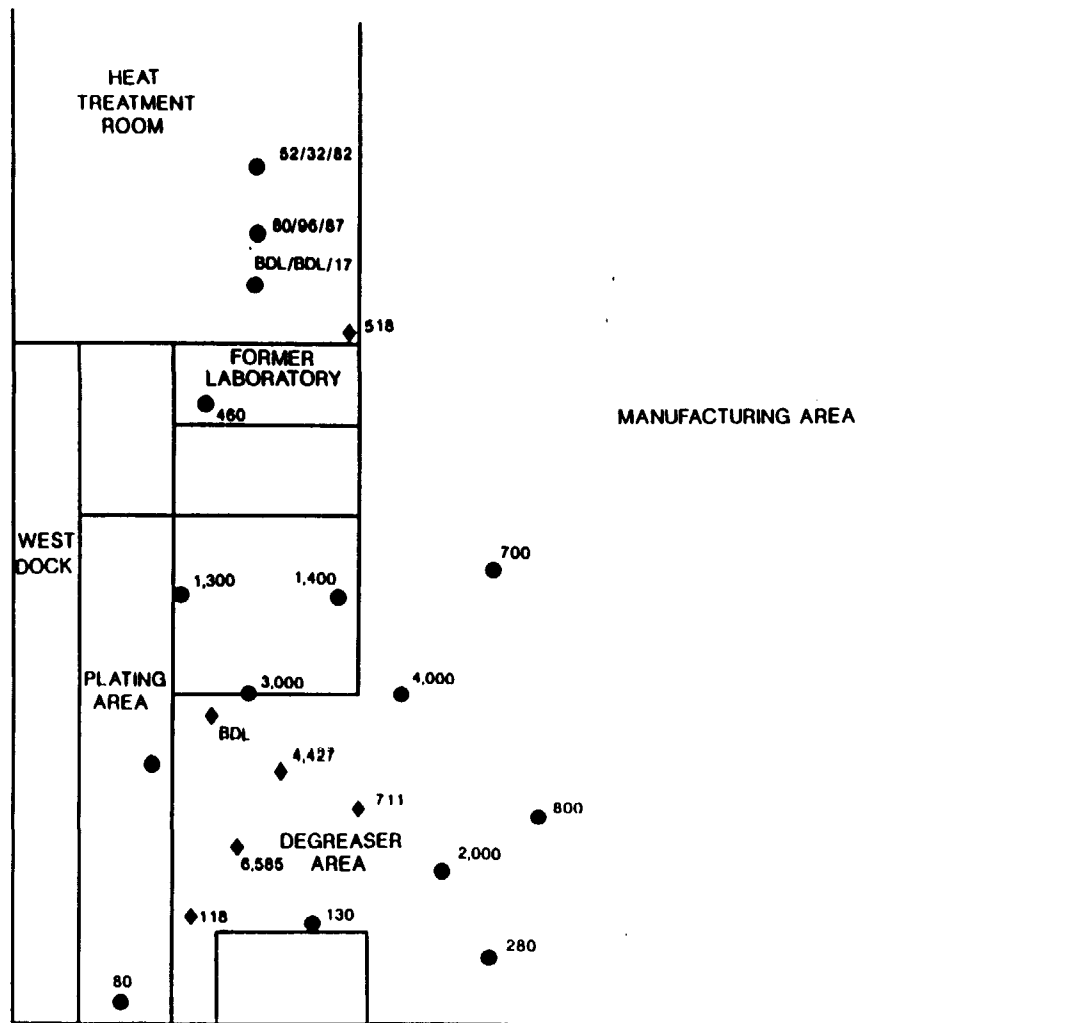 HEAT
TREATMENT
ROOM
52/32/82
80/96/87
BDL/BDL/17
518
FORMER
LABORATORY
460
MANUFACTURING AREA
WEST
DOCK
700
1,300
1,400
PLATING
AREA
3,000
4,000
BDL
4,427
711
800
DEGREASER
AREA
6,585
2,000
118
130
280
80